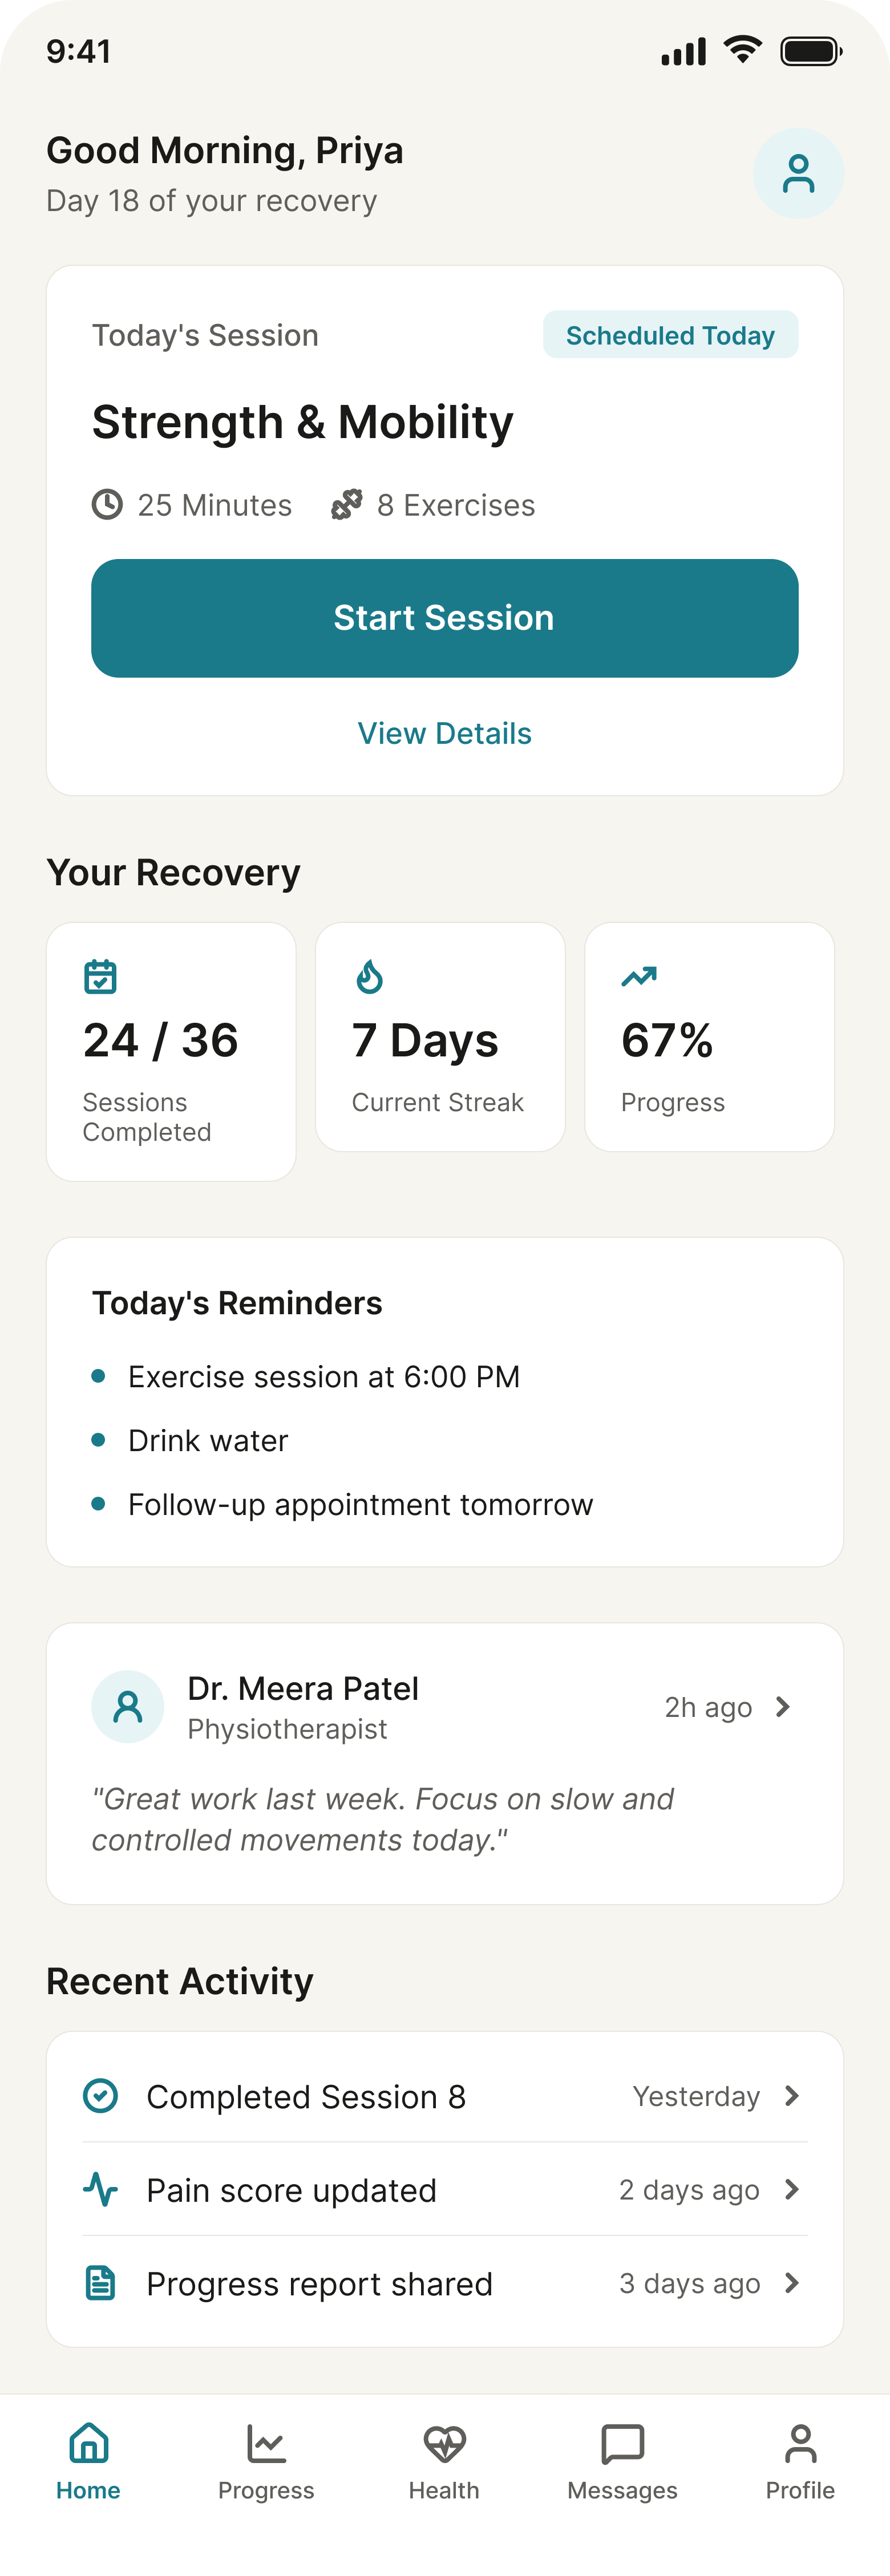 9:41
Good Morning, Priya
Day 18 of your recovery
Today's Session
Scheduled Today
Strength & Mobility
25 Minutes
8 Exercises
Start Session
View Details
Your Recovery
24 / 36
Sessions
Completed
7 Days
Current Streak
67%
Progress
Today's Reminders
Exercise session at 6:00 PM
Drink water
Follow-up appointment tomorrow
Dr. Meera Patel
Physiotherapist
2h ago
"Great work last week. Focus on slow and
controlled movements today."
Recent Activity
Completed Session 8
Yesterday
Pain score updated
2 days ago
Progress report shared
3 days ago
Home
Progress
Health
Messages
Profile